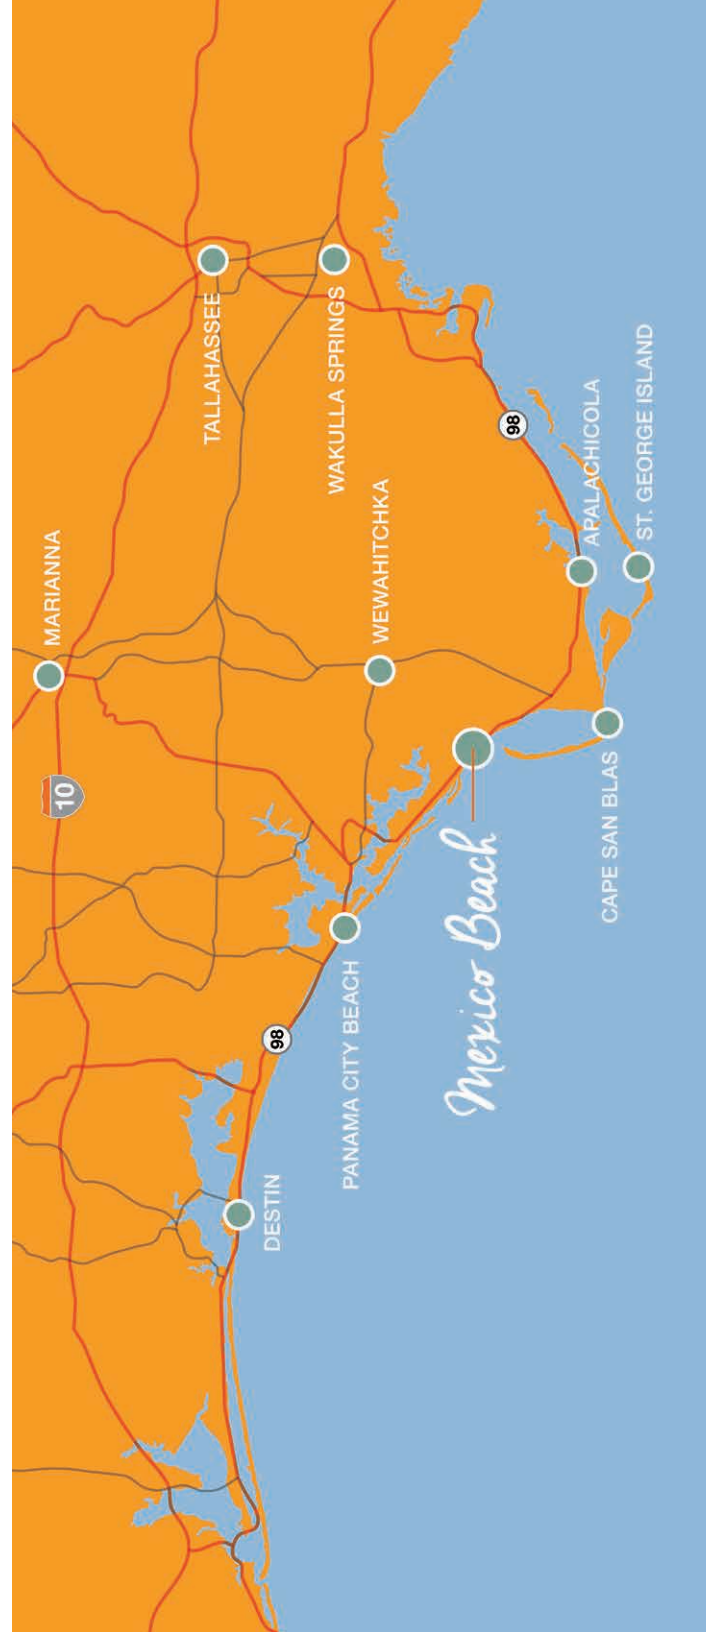 MARIANNA
TALLAHASSEE
10
WAKULLA SPRINGS
WEWAHITCHKA
98
DESTIN
98
PANAMA CITY BEACH
Mexico Beach
APALACHICOLA
CAPE SAN BLAS
ST. GEORGE ISLAND